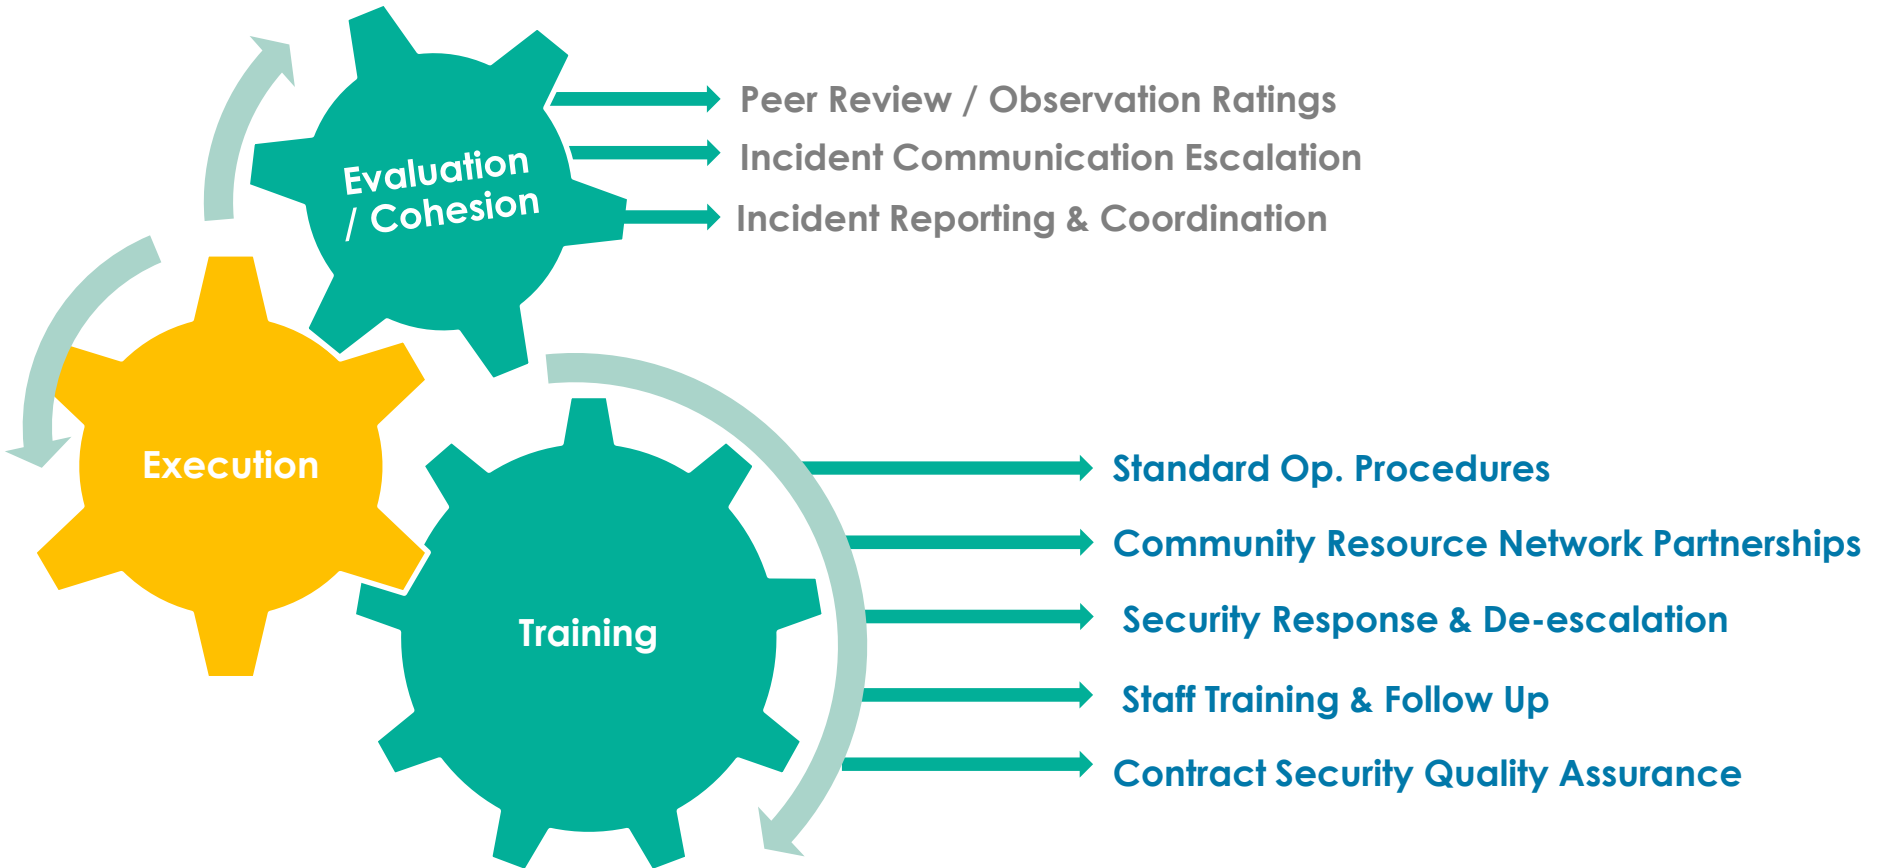 Peer Review / Observation Ratings
Incident Communication Escalation
Evaluation
/ Cohesion
Incident Reporting & Coordination
Execution
Standard Op. Procedures
Community Resource Network Partnerships
Security Response & De-escalation
Training
Staff Training & Follow Up
Contract Security Quality Assurance